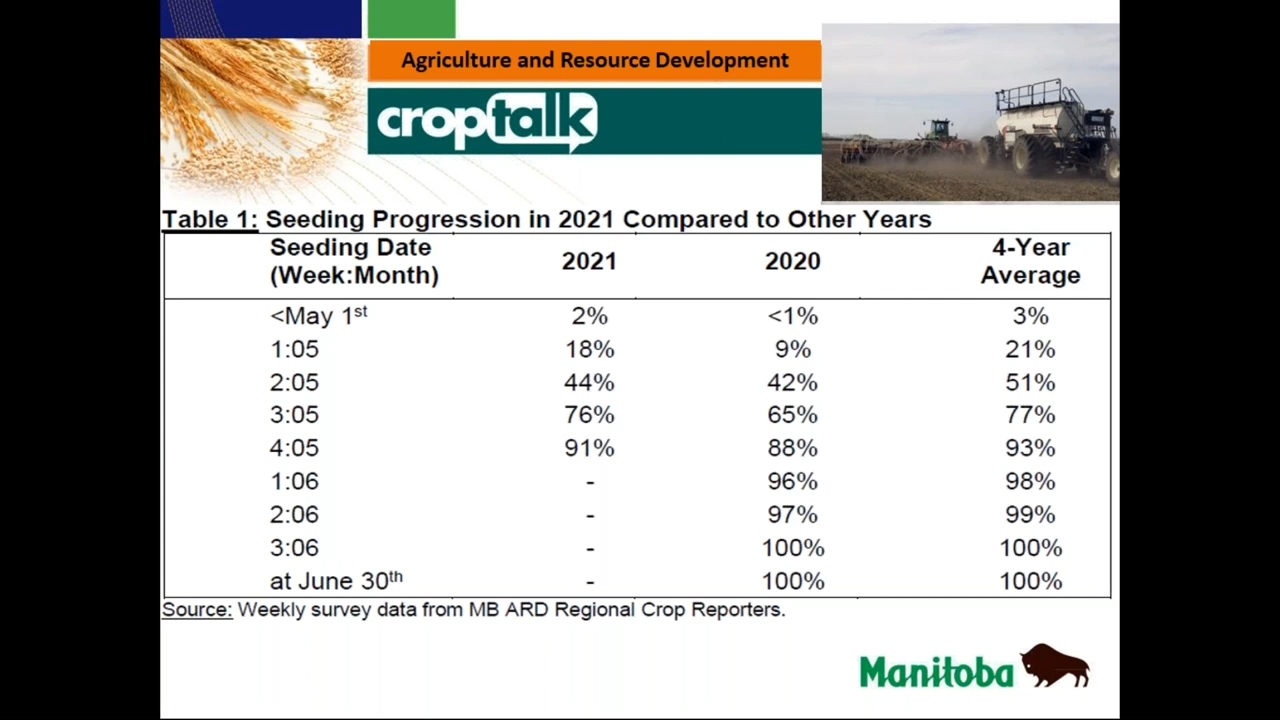 Agriculture and Resource Development
croptalk
Table 1: Seeding Progression in 2021 Compared to Other Years
Seeding Date (Week:Month) 2021 2020 4-Year Average
<May 1st 2% <1% 3%
1:05 18% 9% 21%
2:05 44% 42% 51%
3:05 76% 65% 77%
4:05 91% 88% 93%
1:06 - 96% 98%
2:06 - 97% 99%
3:06 - 100% 100%
at June 30th - 100% 100%
Source: Weekly survey data from MB ARD Regional Crop Reporters.
Manitoba